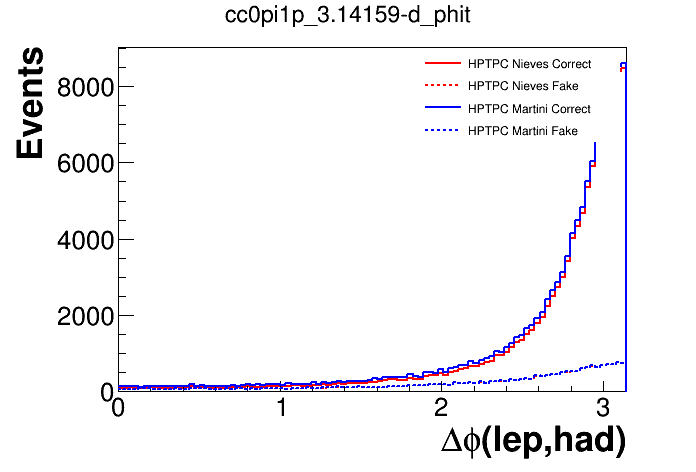 cc0pi1p_3.14159-d_phit
Events
8000
6000
4000
2000
0
HPTPC Nieves Correct
HPTPC Nieves Fake
HPTPC Martini Correct
HPTPC Martini Fake
0 1 2 3
Δϕ(lep,had)